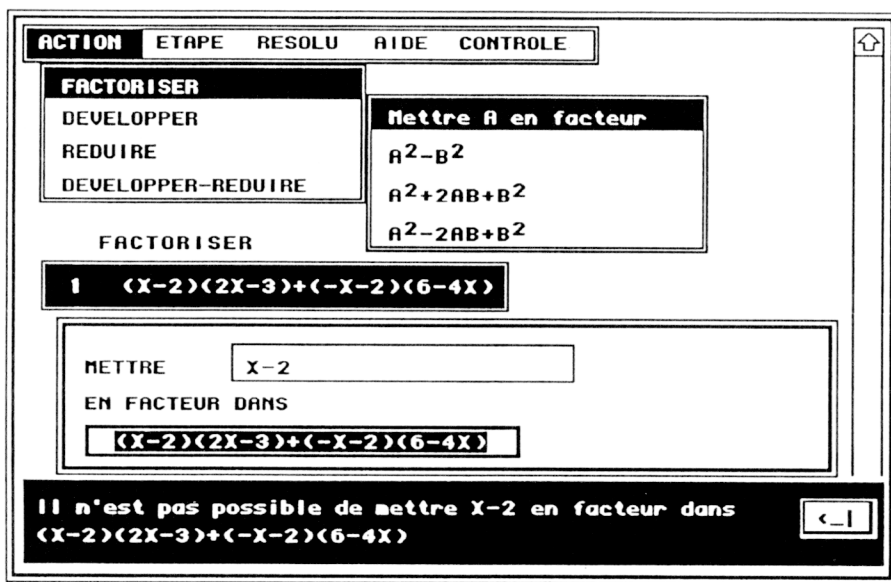 ACTION ETAPE RESOLU AIDE CONTROLE
FACTORISER
DEVELOPPER
REDUIRE
DEVELOPPER-REDUIRE
Mettre A en facteur
A²-B²
A²+2AB+B²
A²-2AB+B²
FACTORISER
1 (X-2)(2X-3)+(-X-2)(6-4X)
METTRE X-2
EN FACTEUR DANS
(X-2)(2X-3)+(-X-2)(6-4X)
Il n'est pas possible de mettre X-2 en facteur dans
(X-2)(2X-3)+(-X-2)(6-4X)
<_|